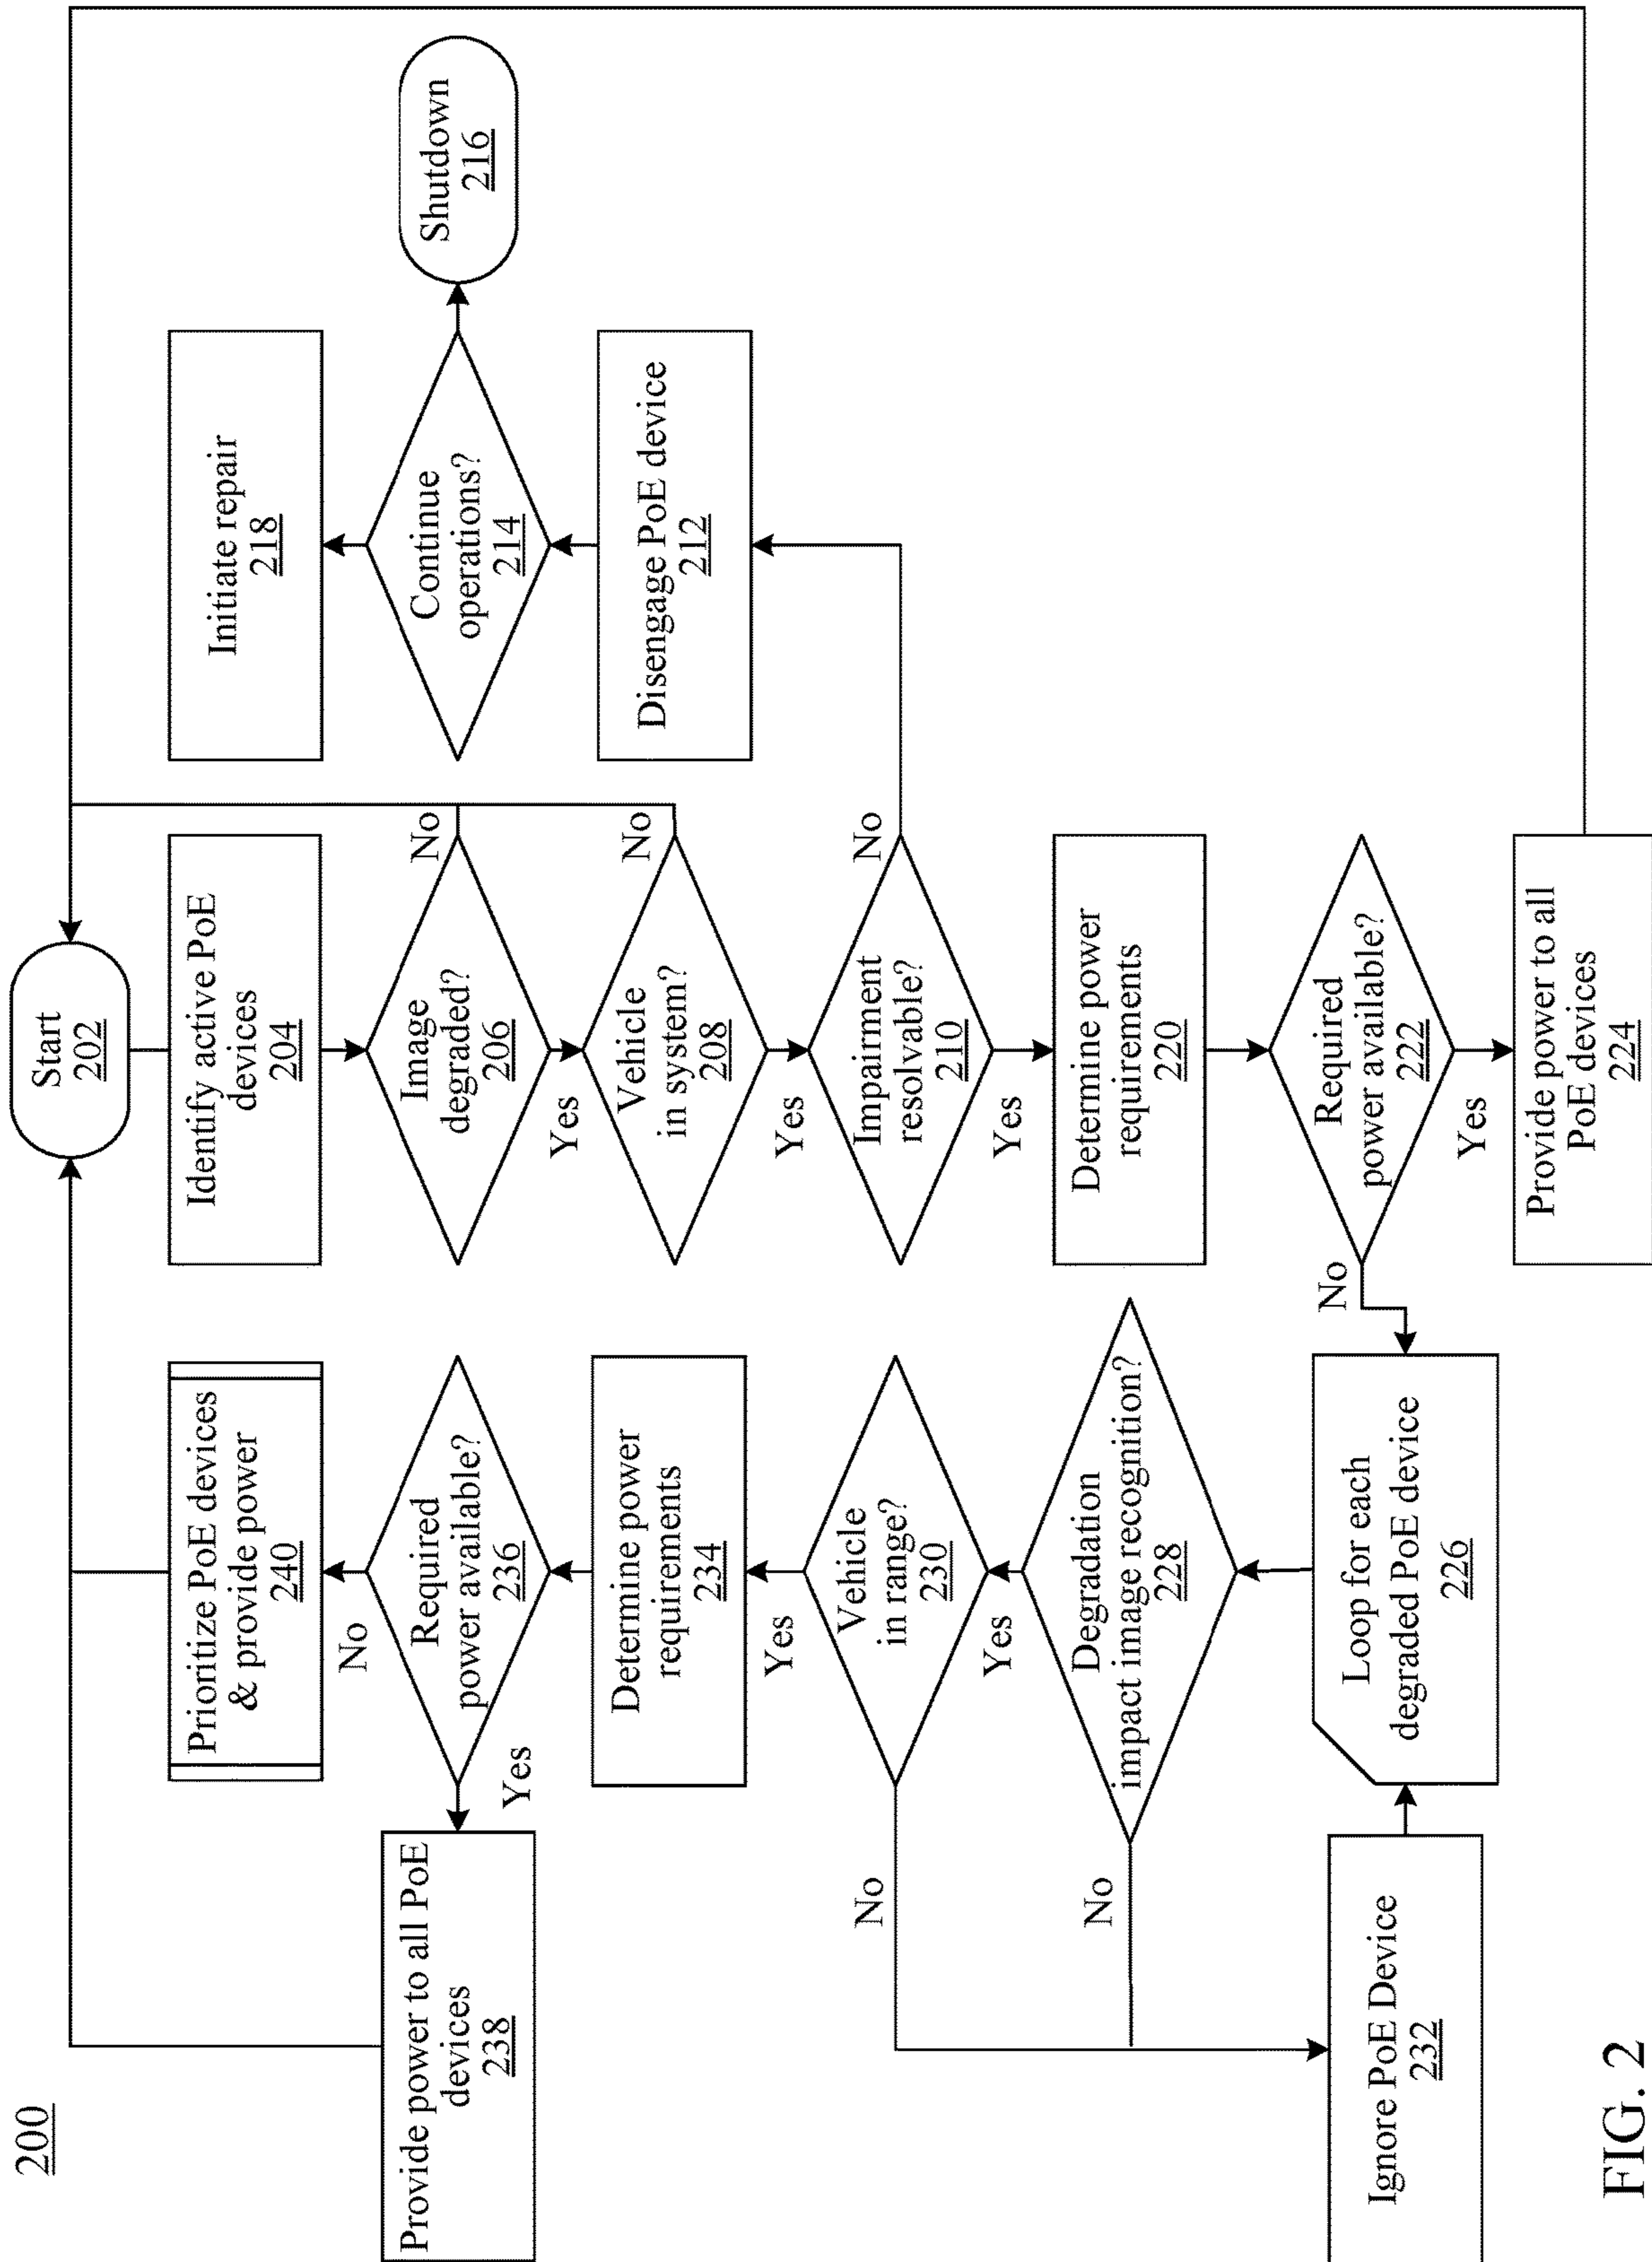 200
Start
202
Identify active PoE
devices
204
Image
degraded?
206
No
Yes
Vehicle
in system?
208
No
Yes
Impairment
resolvable?
210
No
Yes
Disengage PoE device
212
Continue
operations?
214
Shutdown
216
Initiate repair
218
Determine power
requirements
220
Required
power available?
222
No
Yes
Provide power to all
PoE devices
224
Loop for each
degraded PoE device
226
Degradation
impact image recognition?
228
No
Yes
Vehicle
in range?
230
No
Yes
Ignore PoE Device
232
Determine power
requirements
234
Required
power available?
236
Yes
No
Provide power to all PoE
devices
238
Prioritize PoE devices
& provide power
240
FIG. 2